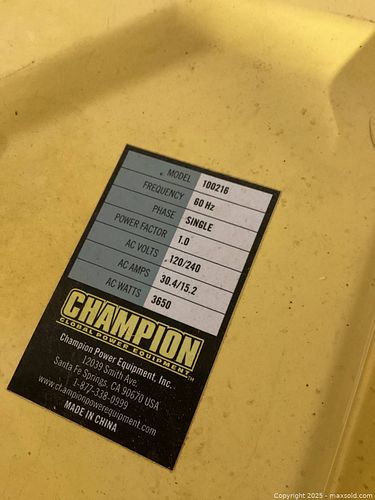 MODEL 100216
FREQUENCY 60 Hz
PHASE SINGLE
POWER FACTOR 1.0
AC VOLTS 120/240
AC AMPS 30.4/15.2
AC WATTS 3650
CHAMPION
GLOBAL POWER EQUIPMENT™
Champion Power Equipment, Inc.
12039 Smith Ave.
Santa Fe Springs, CA 90670 USA
1-877-338-0999
www.championpowerequipment.com
MADE IN CHINA
Copyright © 2025 - maxsold.com